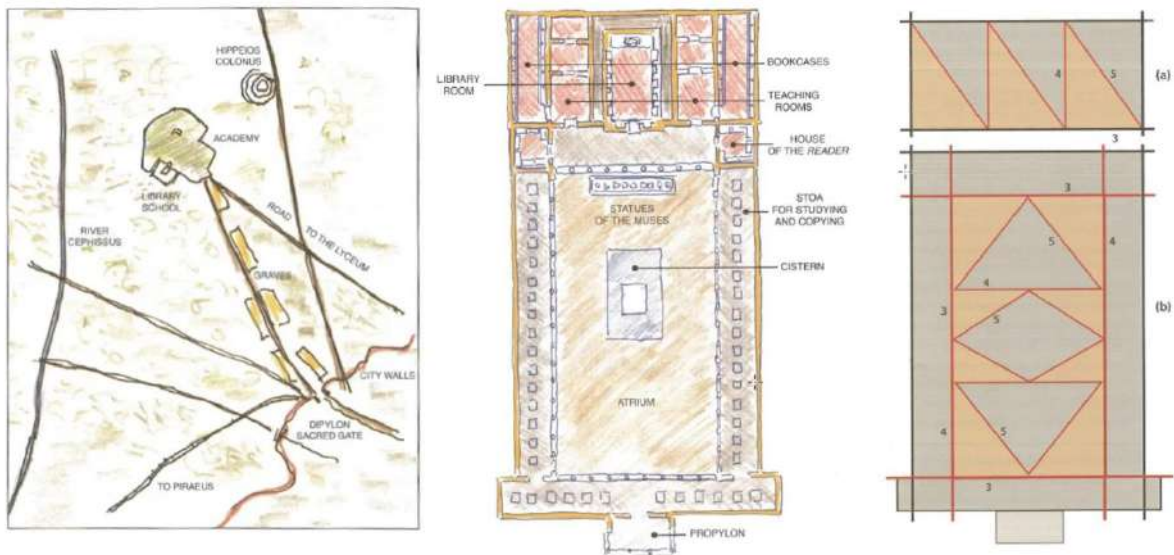 HIPPEIOS
COLONUS
ACADEMY
LIBRARY-
SCHOOL
RIVER
CEPHISSUS
ROAD
TO THE LYCEUM
GRAVES
CITY WALLS
DIPYLON
SACRED GATE
TO PIRAEUS
LIBRARY
ROOM
BOOKCASES
TEACHING
ROOMS
HOUSE
OF THE READER
STATUES
OF THE MUSES
STOA
FOR STUDYING
AND COPYING
CISTERN
ATRIUM
PROPYLON
4
5
(a)
3
3
5
4
4
3
5
(b)
4
5
3